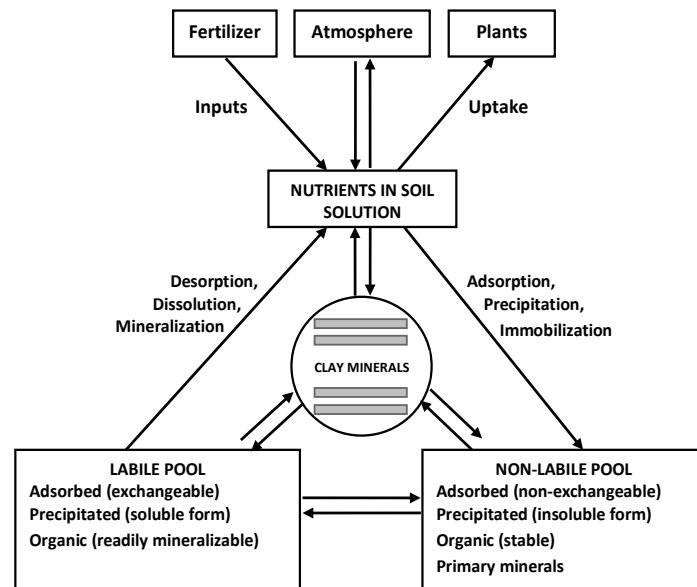 Fertilizer
Atmosphere
Plants
Inputs
Uptake
NUTRIENTS IN SOIL
SOLUTION
Desorption,
Dissolution,
Mineralization
Adsorption,
Precipitation,
Immobilization
CLAY MINERALS
LABILE POOL
Adsorbed (exchangeable)
Precipitated (soluble form)
Organic (readily mineralizable)
NON-LABILE POOL
Adsorbed (non-exchangeable)
Precipitated (insoluble form)
Organic (stable)
Primary minerals